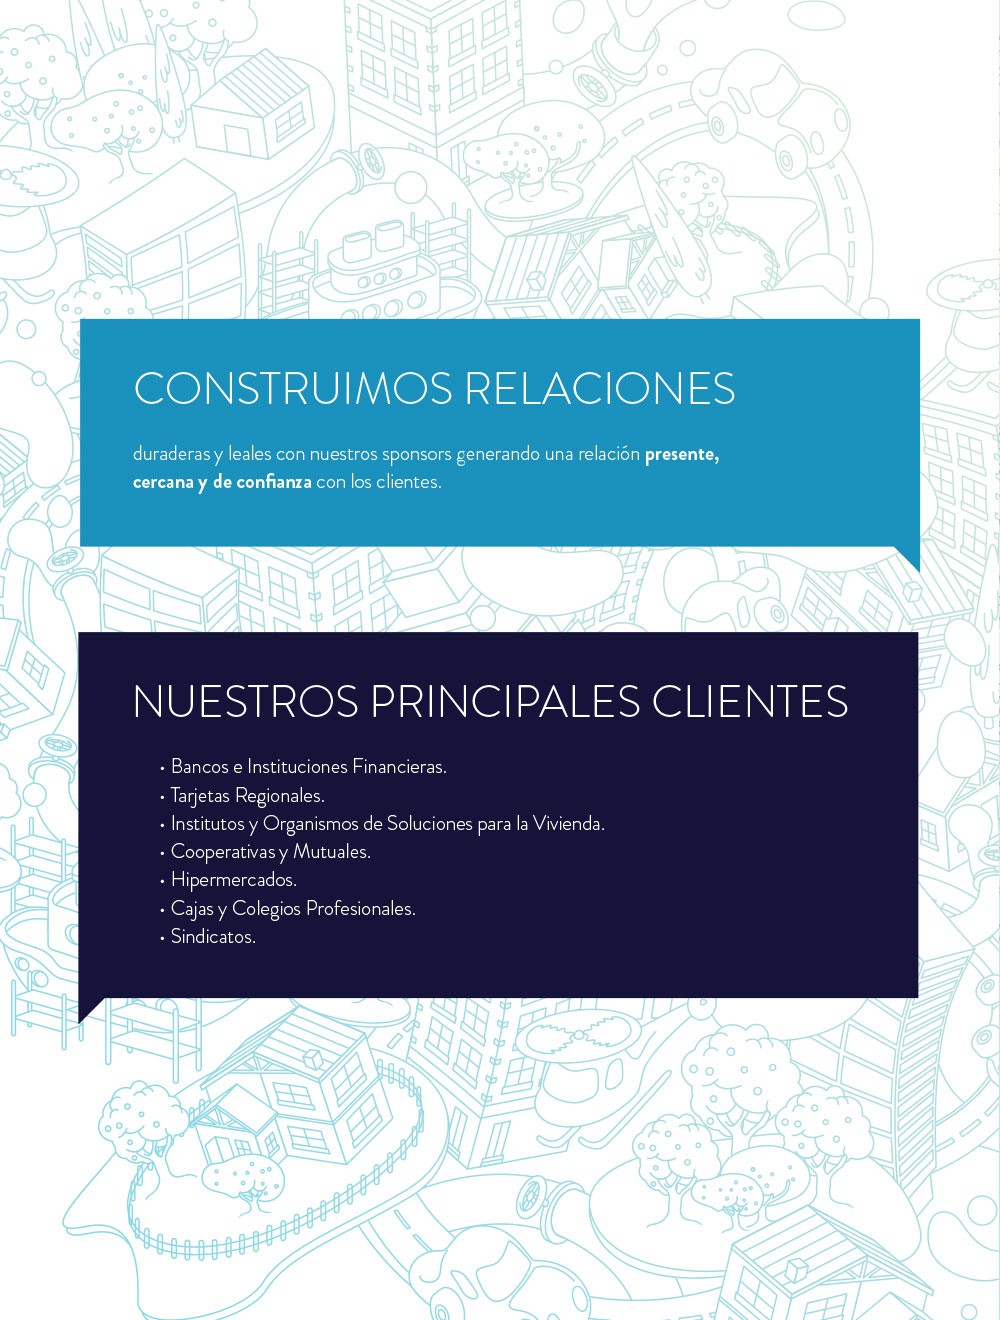 CONSTRUIMOS RELACIONES
duraderas y leales con nuestros sponsors generando una relación presente,
cercana y de confianza con los clientes.
NUESTROS PRINCIPALES CLIENTES
• Bancos e Instituciones Financieras.
• Tarjetas Regionales.
• Institutos y Organismos de Soluciones para la Vivienda.
• Cooperativas y Mutuales.
• Hipermercados.
• Cajas y Colegios Profesionales.
• Sindicatos.